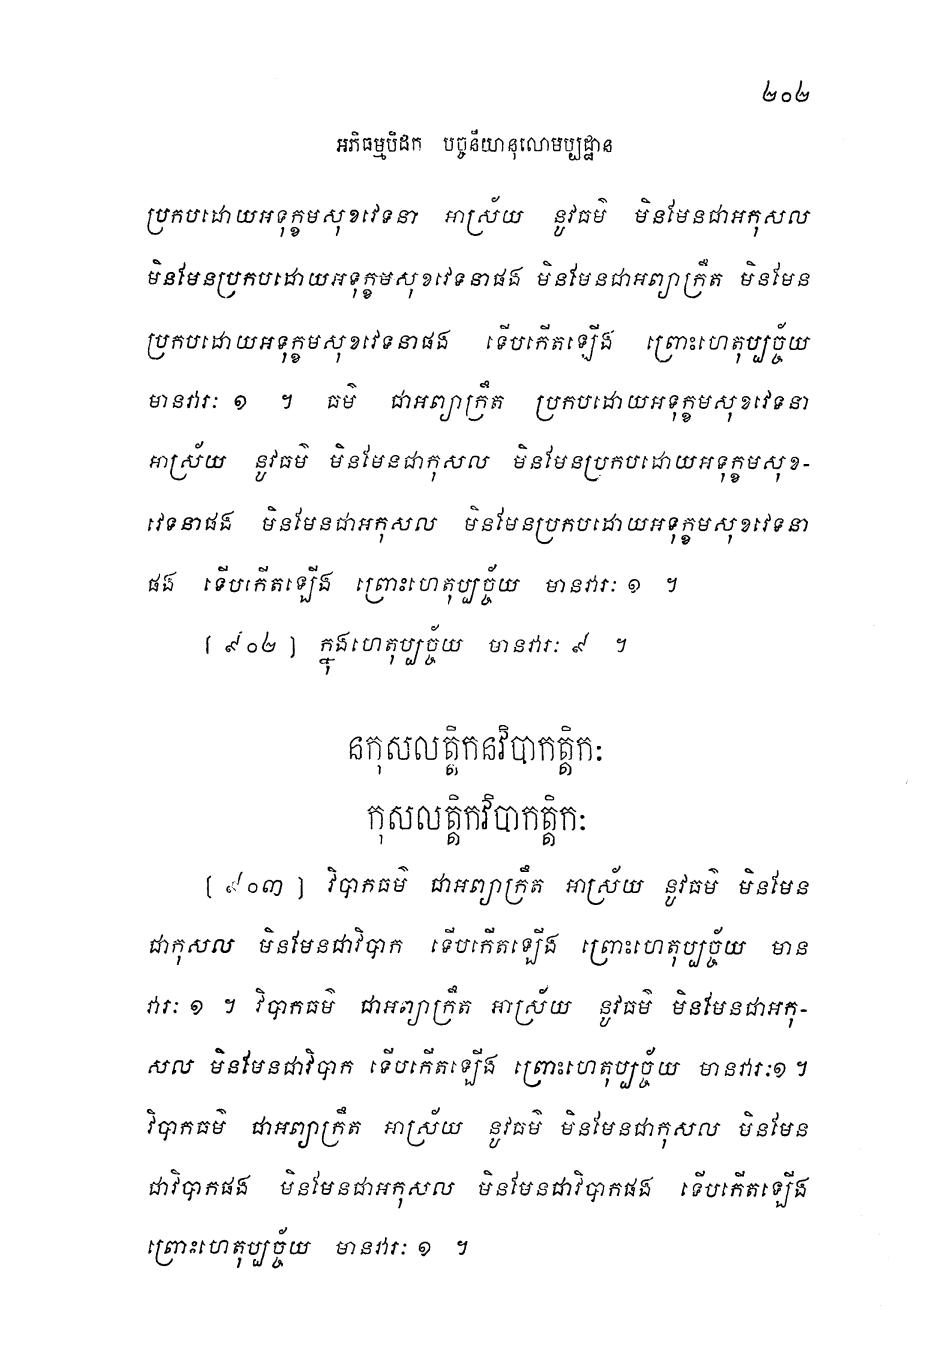 ២០២
អភិធម្មបិដក បច្ចនីយានុលោមប្បដ្ឋាន
ប្រកបដោយអទុក្ខមសុខវេទនា អាស្រ័យ នូវធម៌ មិនមែនជាអកុសល
មិនមែនប្រកបដោយអទុក្ខមសុខវេទនាផង មិនមែនជាអព្យាក្រឹត មិនមែន
ប្រកបដោយអទុក្ខមសុខវេទនាផង ទើបកើតឡើង ព្រោះហេតុប្បច្ច័យ
មានវារៈ ១ ។ ធម៌ ជាអព្យាក្រឹត ប្រកបដោយអទុក្ខមសុខវេទនា
អាស្រ័យ នូវធម៌ មិនមែនជាកុសល មិនមែនប្រកបដោយអទុក្ខមសុខ-
វេទនាផង មិនមែនជាអកុសល មិនមែនប្រកបដោយអទុក្ខមសុខវេទនា
ផង ទើបកើតឡើង ព្រោះហេតុប្បច្ច័យ មានវារៈ ១ ។
[ ៩០២ ] ក្នុងហេតុប្បច្ច័យ មានវារៈ ៩ ។
នកុសលត្តិកនវិបាកត្តិកៈ
កុសលត្តិកវិបាកត្តិកៈ
[ ៩០៣ ] វិបាកធម៌ ជាអព្យាក្រឹត អាស្រ័យ នូវធម៌ មិនមែន
ជាកុសល មិនមែនជាវិបាក ទើបកើតឡើង ព្រោះហេតុប្បច្ច័យ មាន
វារៈ ១ ។ វិបាកធម៌ ជាអព្យាក្រឹត អាស្រ័យ នូវធម៌ មិនមែនជាអកុ-
សល មិនមែនជាវិបាក ទើបកើតឡើង ព្រោះហេតុប្បច្ច័យ មានវារៈ១ ។
វិបាកធម៌ ជាអព្យាក្រឹត អាស្រ័យ នូវធម៌ មិនមែនជាកុសល មិនមែន
ជាវិបាកផង មិនមែនជាអកុសល មិនមែនជាវិបាកផង ទើបកើតឡើង
ព្រោះហេតុប្បច្ច័យ មានវារៈ ១ ។